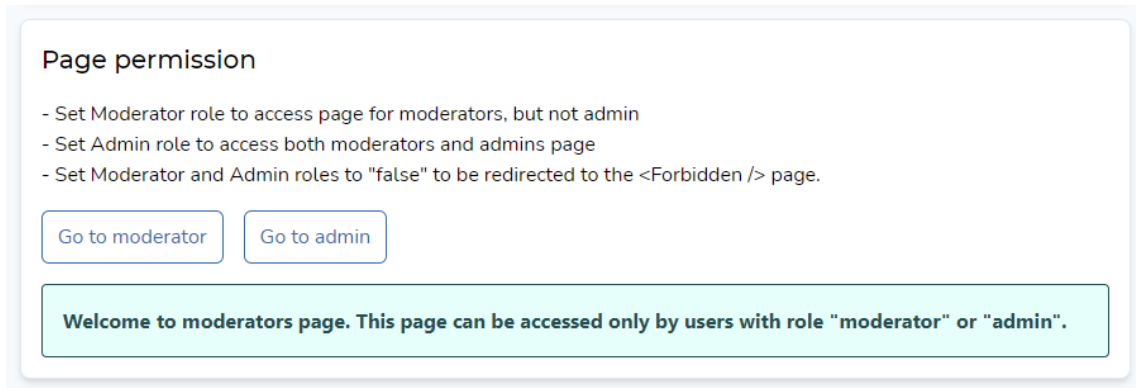 Page permission
- Set Moderator role to access page for moderators, but not admin
- Set Admin role to access both moderators and admins page
- Set Moderator and Admin roles to "false" to be redirected to the <Forbidden /> page.
Go to moderator
Go to admin
Welcome to moderators page. This page can be accessed only by users with role "moderator" or "admin".